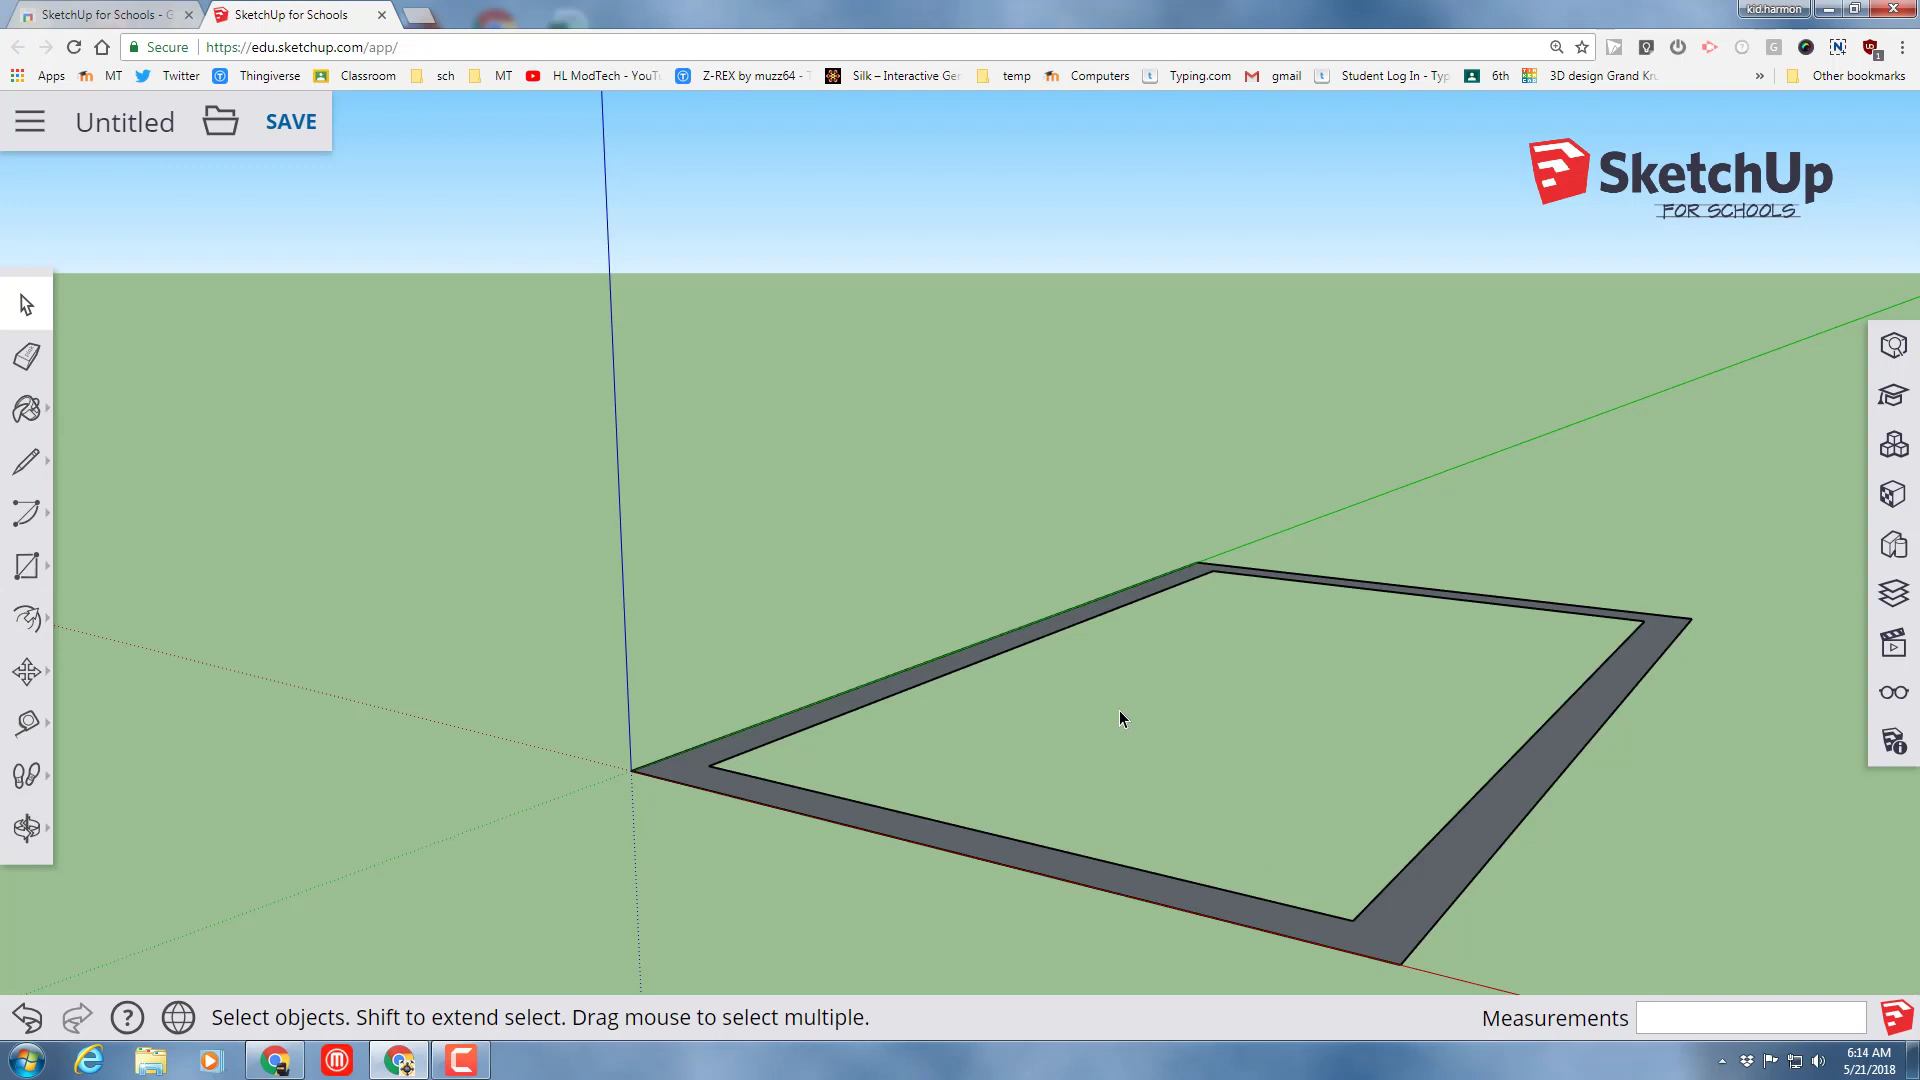 SketchUp for Schools - G
SketchUp for Schools
kid.harmon
Secure
https://edu.sketchup.com/app/
Apps
MT
Twitter
Thingiverse
Classroom
sch
MT
HL ModTech - YouT
Z-REX by muzz64 - T
Silk – Interactive Ger
temp
Computers
Typing.com
gmail
Student Log In - Typ
6th
3D design Grand Kr
»
Other bookmarks
Untitled
SAVE
SketchUp
FOR SCHOOLS
Select objects. Shift to extend select. Drag mouse to select multiple.
Measurements
6:14 AM
5/21/2018